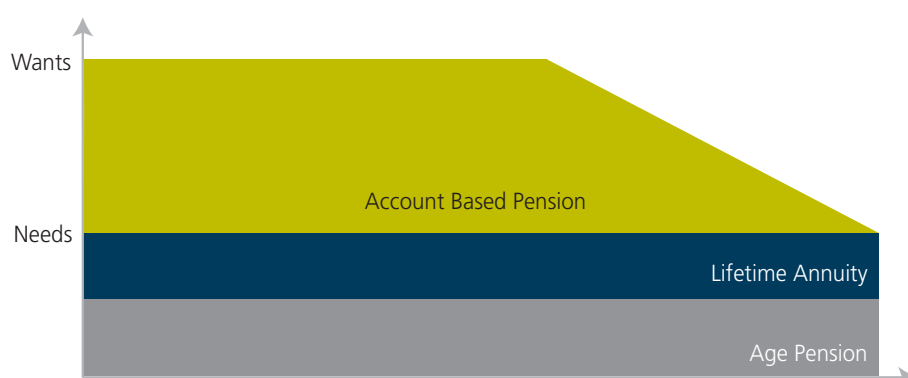 Wants
Account Based Pension
Needs
Lifetime Annuity
Age Pension